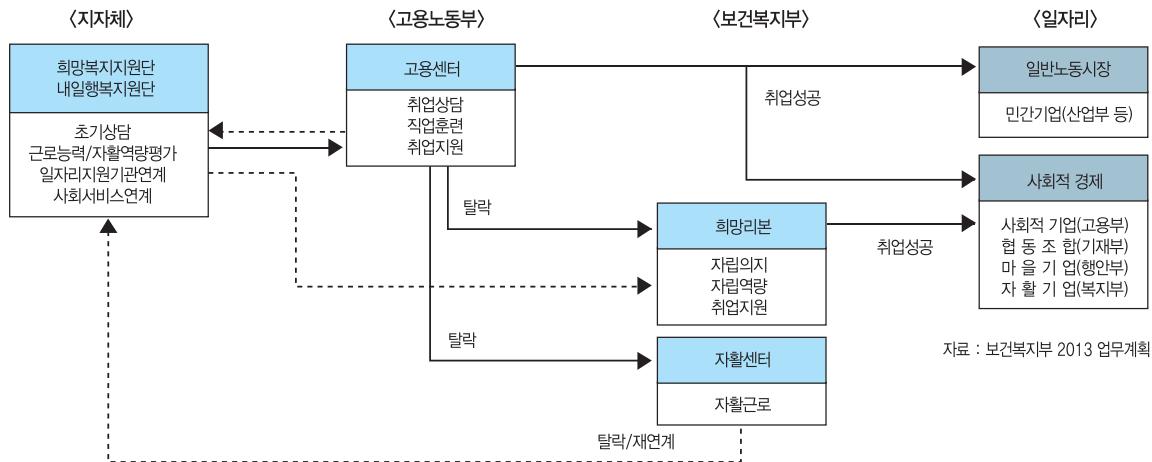 〈지자체〉
희망복지지원단
내일행복지원단
초기상담
근로능력/자활역량평가
일자리지원기관연계
사회서비스연계
〈고용노동부〉
고용센터
취업상담
직업훈련
취업지원
탈락
탈락
〈보건복지부〉
희망리본
자립의지
자립역량
취업지원
자활센터
자활근로
탈락/재연계
취업성공
취업성공
〈일자리〉
일반노동시장
민간기업(산업부 등)
사회적 경제
사회적 기업(고용부)
협 동 조 합(기재부)
마 을 기 업(행안부)
자 활 기 업(복지부)
자료 : 보건복지부 2013 업무계획